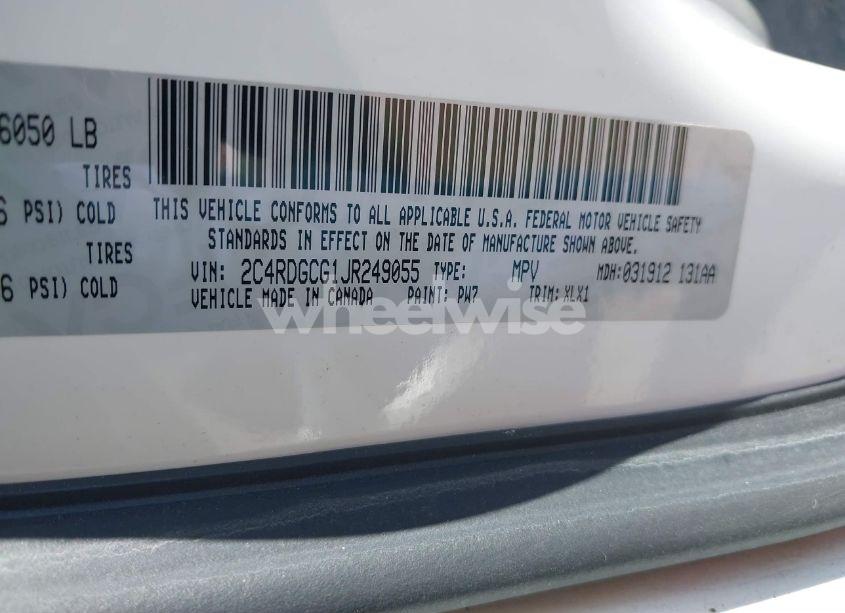 6050 LB
TIRES
6 PSI) COLD
TIRES
6 PSI) COLD
THIS VEHICLE CONFORMS TO ALL APPLICABLE U.S.A. FEDERAL MOTOR VEHICLE SAFETY
STANDARDS IN EFFECT ON THE DATE OF MANUFACTURE SHOWN ABOVE.
VIN: 2C4RDGCG1JR249055 TYPE: MPV MDH:031912 131AA
VEHICLE MADE IN CANADA PAINT: PW7 TRIM: XLX1
wheelwise